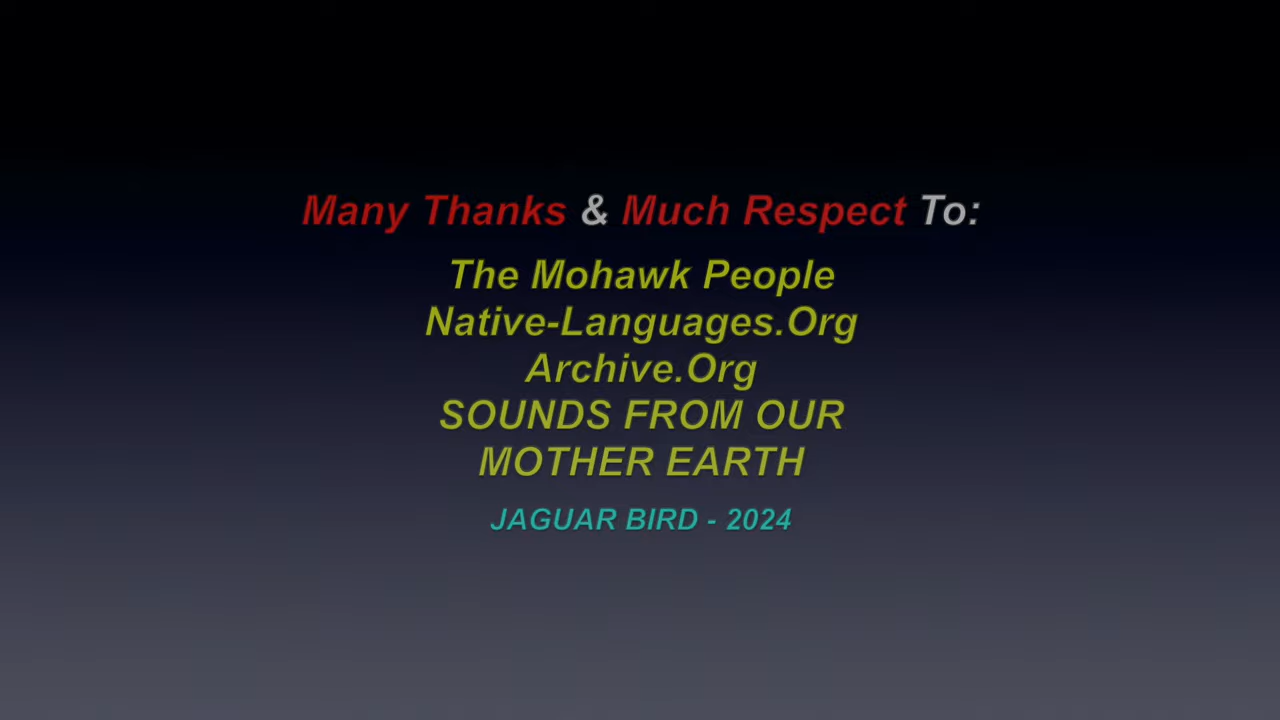 Many Thanks & Much Respect To:
The Mohawk People
Native-Languages.Org
Archive.Org
SOUNDS FROM OUR
MOTHER EARTH
JAGUAR BIRD - 2024